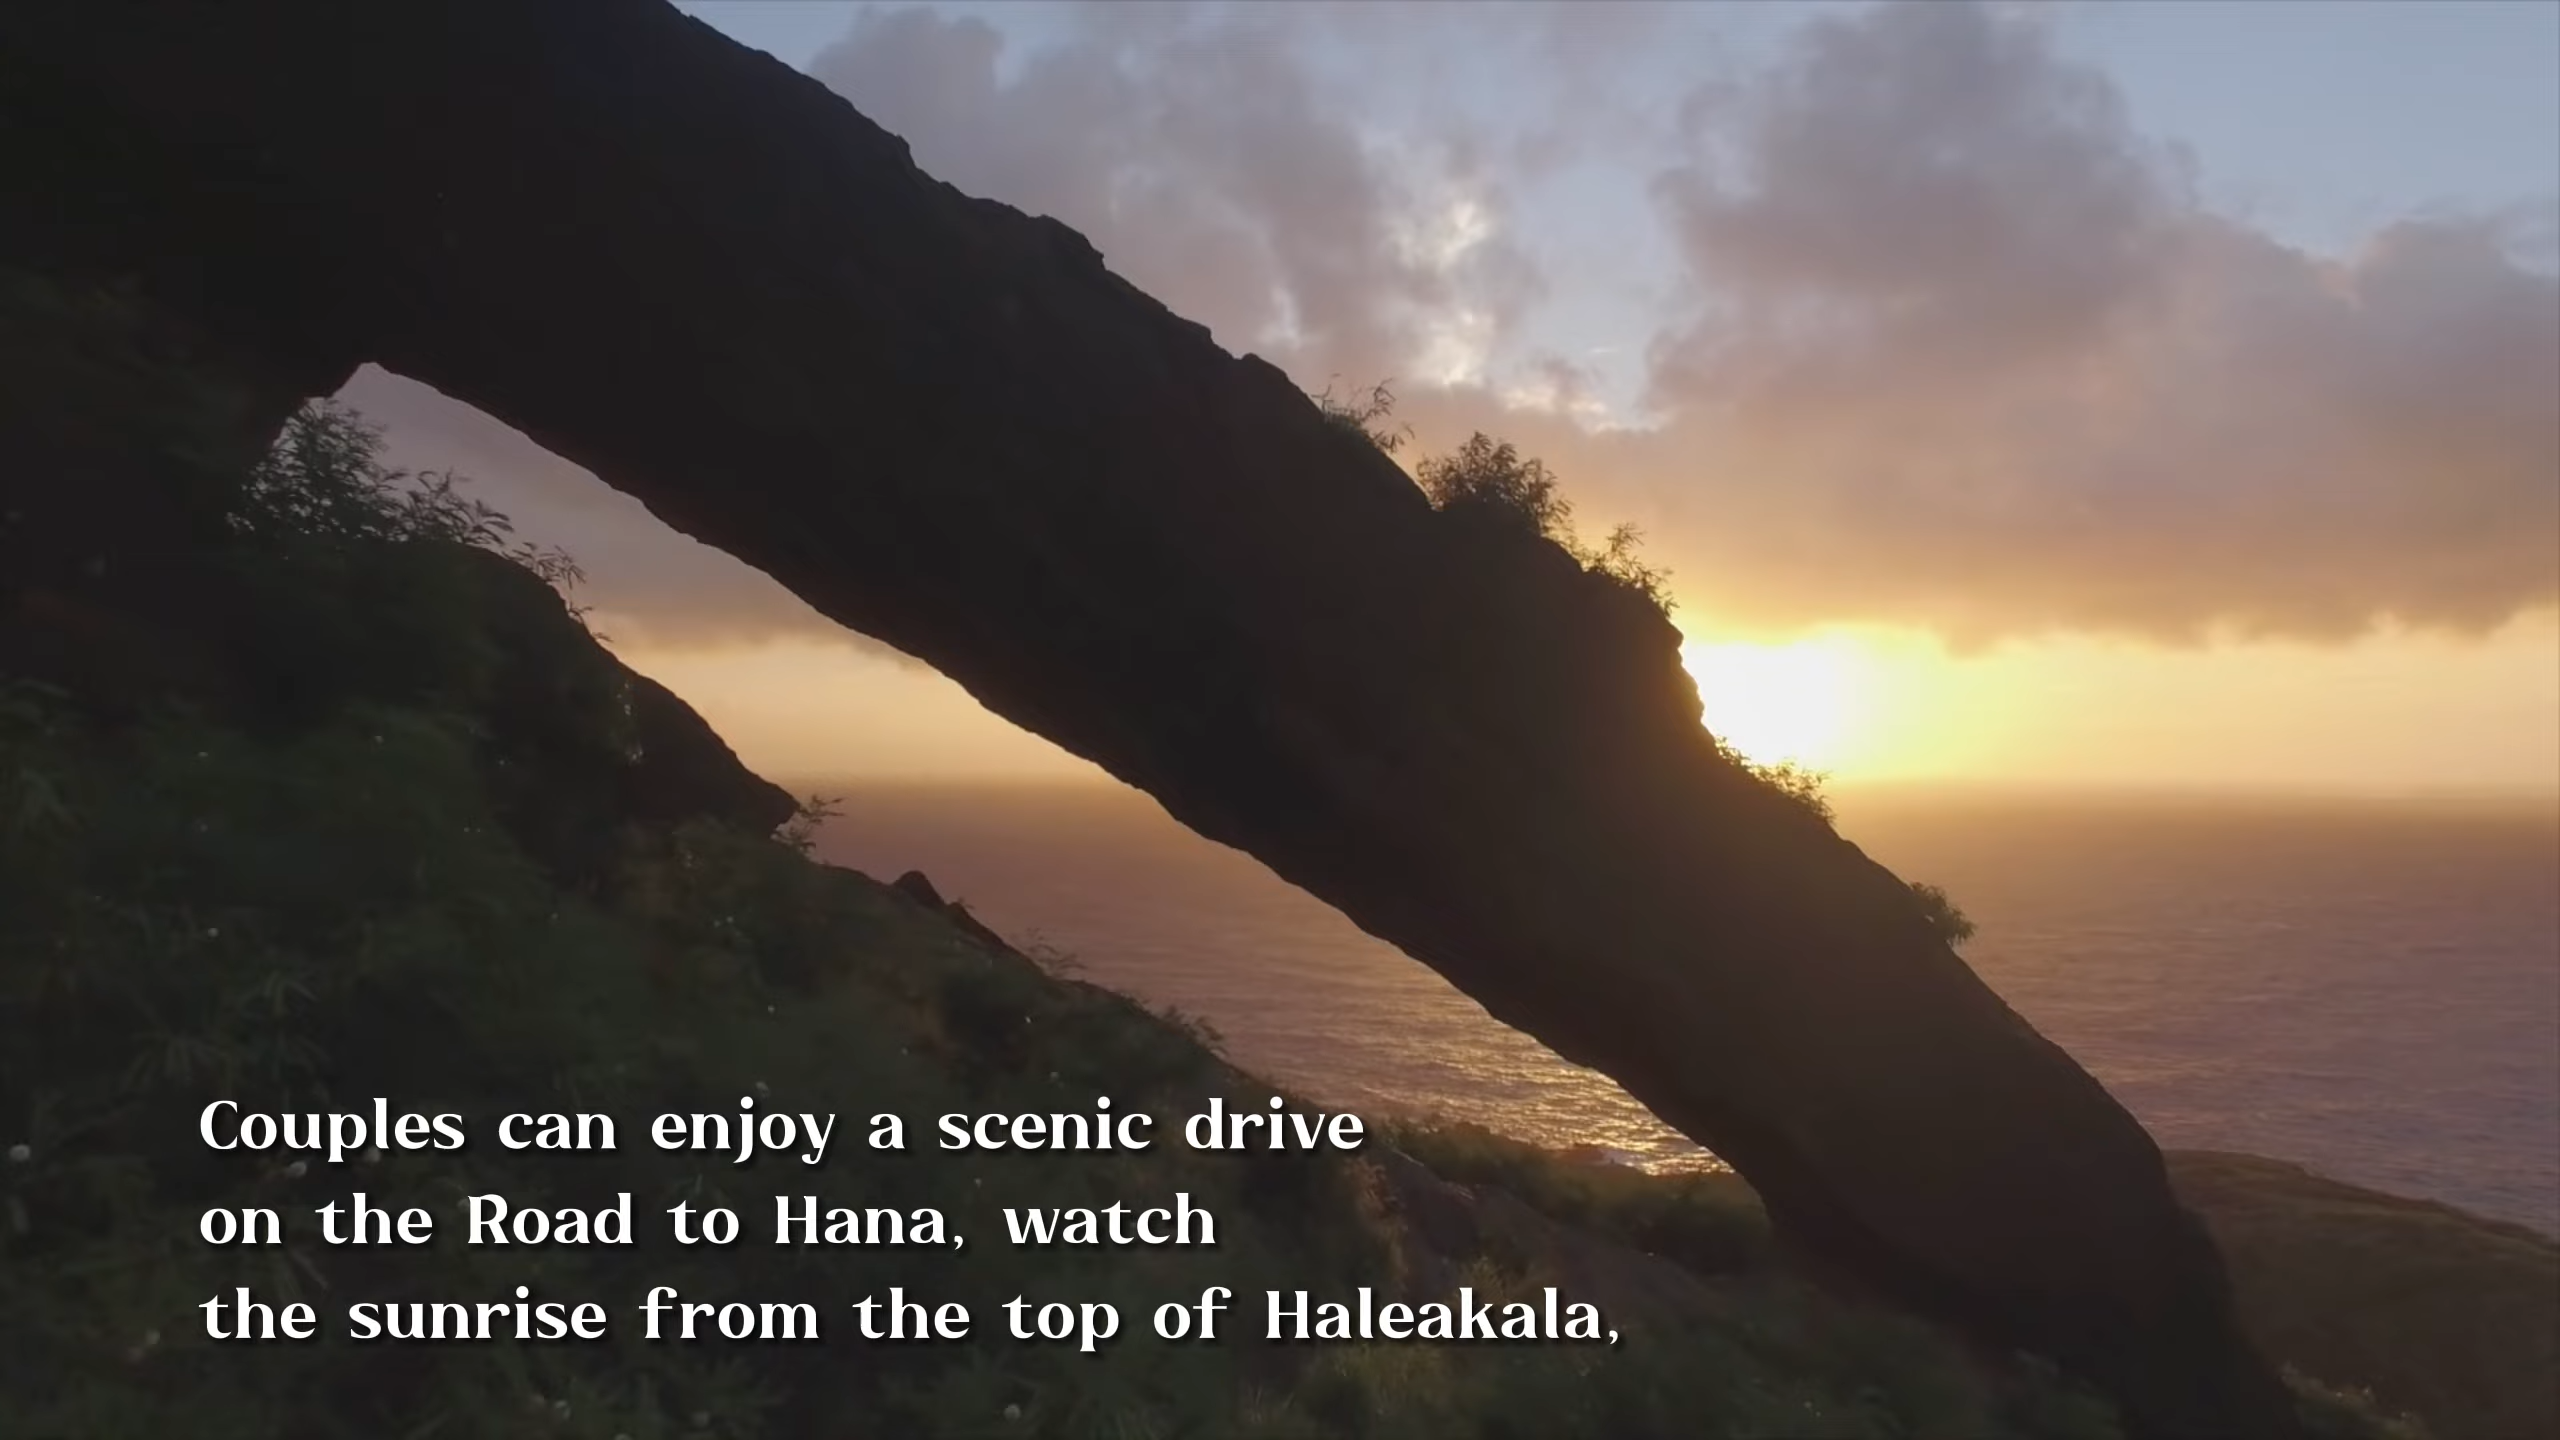 Couples can enjoy a scenic drive
on the Road to Hana, watch
the sunrise from the top of Haleakala,